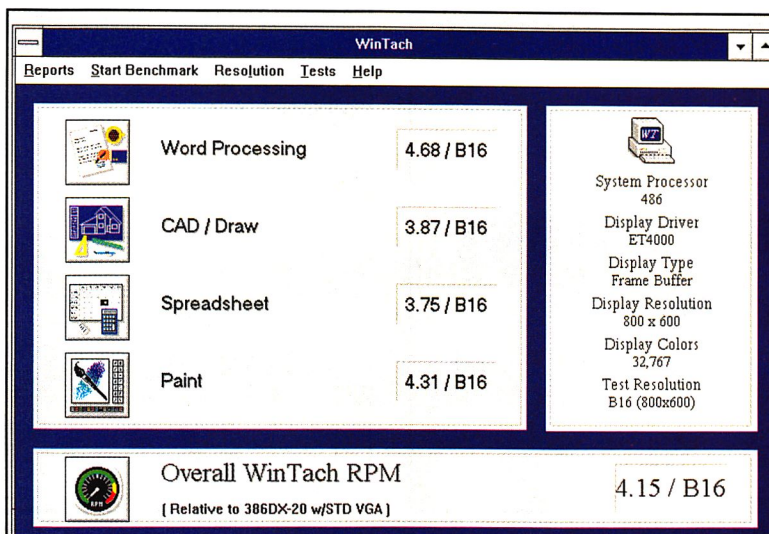 WinTach
Reports Start Benchmark Resolution Tests Help
Word Processing 4.68 / B16
CAD / Draw 3.87 / B16
Spreadsheet 3.75 / B16
Paint 4.31 / B16
WT
System Processor
486
Display Driver
ET4000
Display Type
Frame Buffer
Display Resolution
800 x 600
Display Colors
32,767
Test Resolution
B16 (800x600)
Overall WinTach RPM 4.15 / B16
RPM
( Relative to 386DX-20 w/STD VGA )